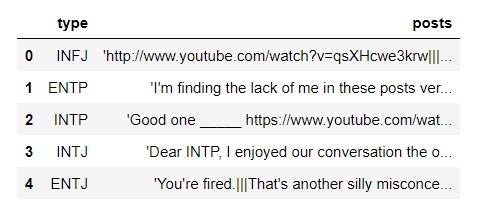 type posts
0 INFJ 'http://www.youtube.com/watch?v=qsXHcwe3krw|||...
1 ENTP 'I'm finding the lack of me in these posts ver...
2 INTP 'Good one _____ https://www.youtube.com/wat...
3 INTJ 'Dear INTP, I enjoyed our conversation the o...
4 ENTJ 'You're fired.|||That's another silly misconce...